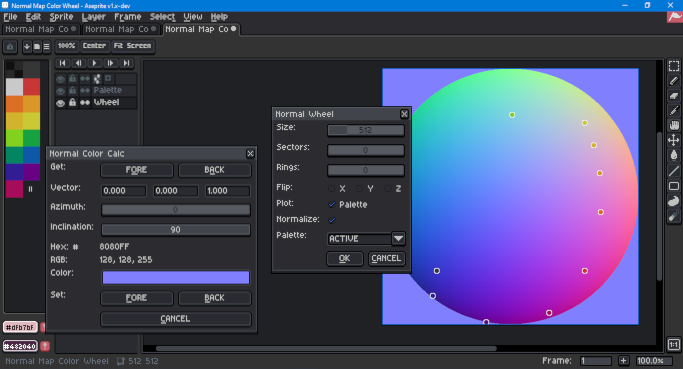 Normal Map Color Wheel - Aseprite v1.x-dev
File Edit Sprite Layer Frame Select View Help
Normal Map Co Normal Map Co Normal Map Co
100% Center Fit Screen
Palette
Wheel
Normal Color Calc
Get: FORE BACK
Vector: 0.000 0.000 1.000
Azimuth: 0
Inclination: 90
Hex: # 8080FF
RGB: 128, 128, 255
Color:
Set: FORE BACK
CANCEL
Normal Wheel
Size: 512
Sectors: 0
Rings: 0
Flip: X Y Z
Plot: Palette
Normalize:
Palette: ACTIVE
OK CANCEL
#dfb7bf
#432040
Normal Map Color Wheel 512 512
Frame: 1 + 100.0%
1:1